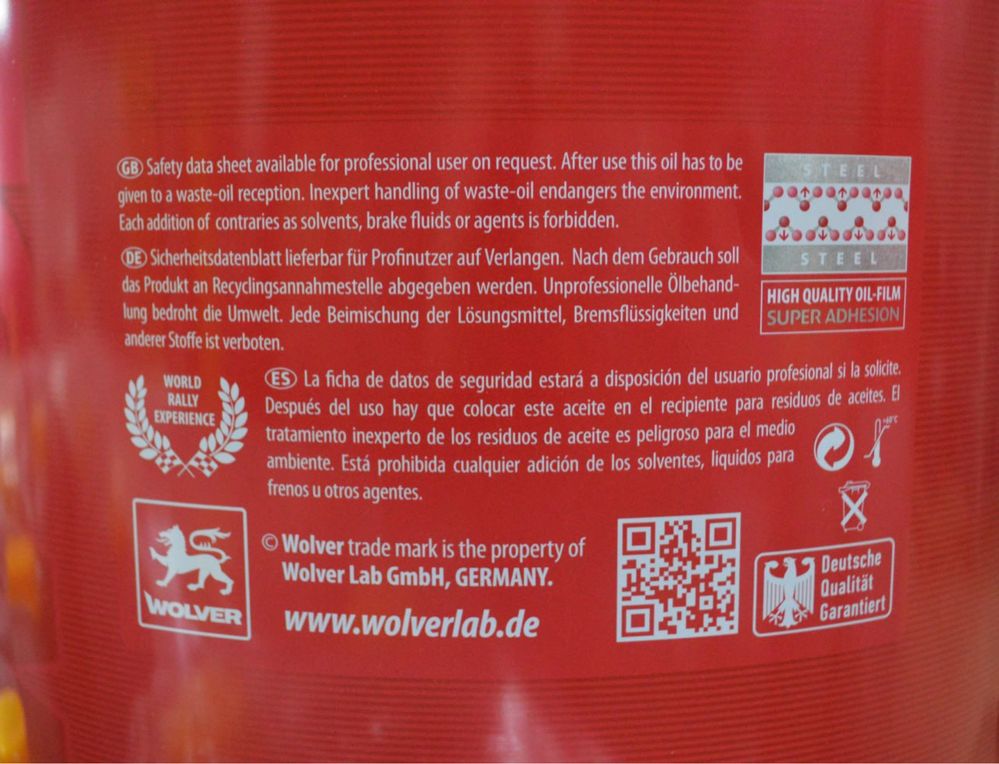 GB Safety data sheet available for professional user on request. After use this oil has to be
given to a waste-oil reception. Inexpert handling of waste-oil endangers the environment.
Each addition of contraries as solvents, brake fluids or agents is forbidden.
DE Sicherheitsdatenblatt lieferbar für Profinutzer auf Verlangen. Nach dem Gebrauch soll
das Produkt an Recyclingsannahmestelle abgegeben werden. Unprofessionelle Ölbehand-
lung bedroht die Umwelt. Jede Beimischung der Lösungsmittel, Bremsflüssigkeiten und
anderer Stoffe ist verboten.
STEEL
STEEL
HIGH QUALITY OIL-FILM
SUPER ADHESION
WORLD
RALLY
EXPERIENCE
ES La ficha de datos de seguridad estará a disposición del usuario profesional si la solicite.
Después del uso hay que colocar este aceite en el recipiente para residuos de aceites. El
tratamiento inexperto de los residuos de aceite es peligroso para el medio
ambiente. Está prohibida cualquier adición de los solventes, liquidos para
frenos u otros agentes.
>60°C
WOLVER
© Wolver trade mark is the property of
Wolver Lab GmbH, GERMANY.
www.wolverlab.de
Deutsche
Qualität
Garantiert